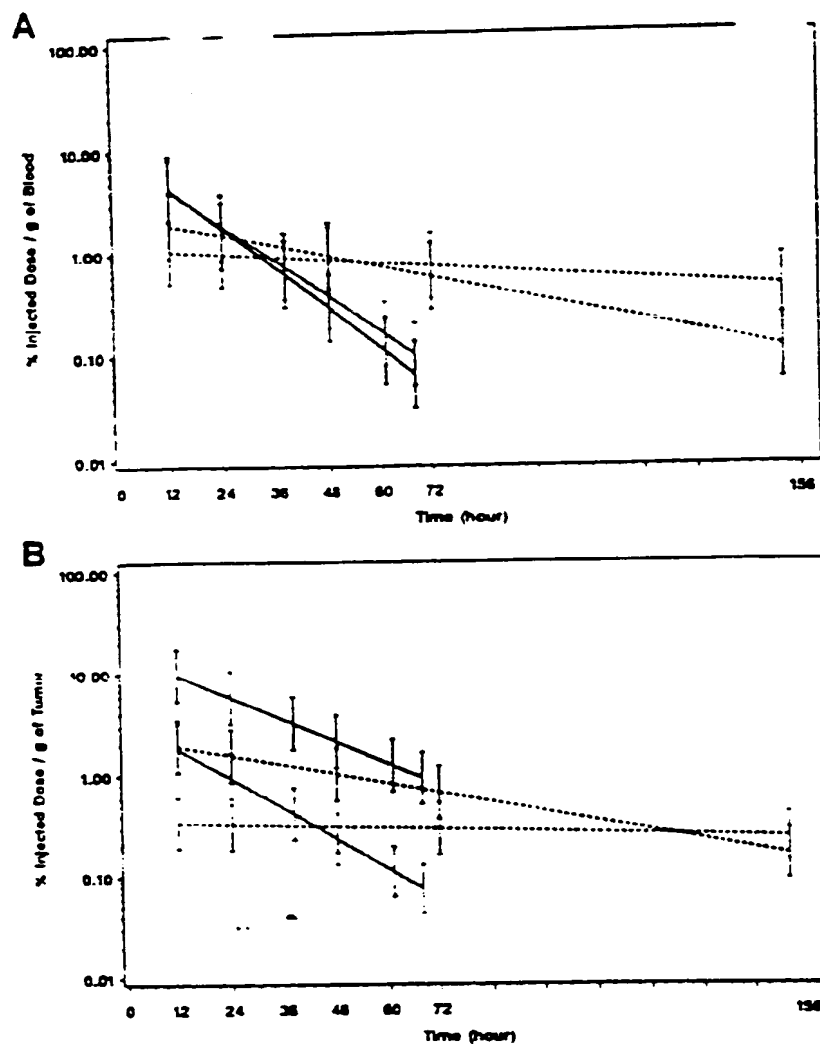 A
100.00
10.00
1.00
0.10
0.01
% Injected Dose / g of Blood
0 12 24 36 48 60 72 156
Time (hour)
B
100.00
10.00
1.00
0.10
0.01
% Injected Dose / g of Tumor
0 12 24 36 48 60 72 156
Time (hour)